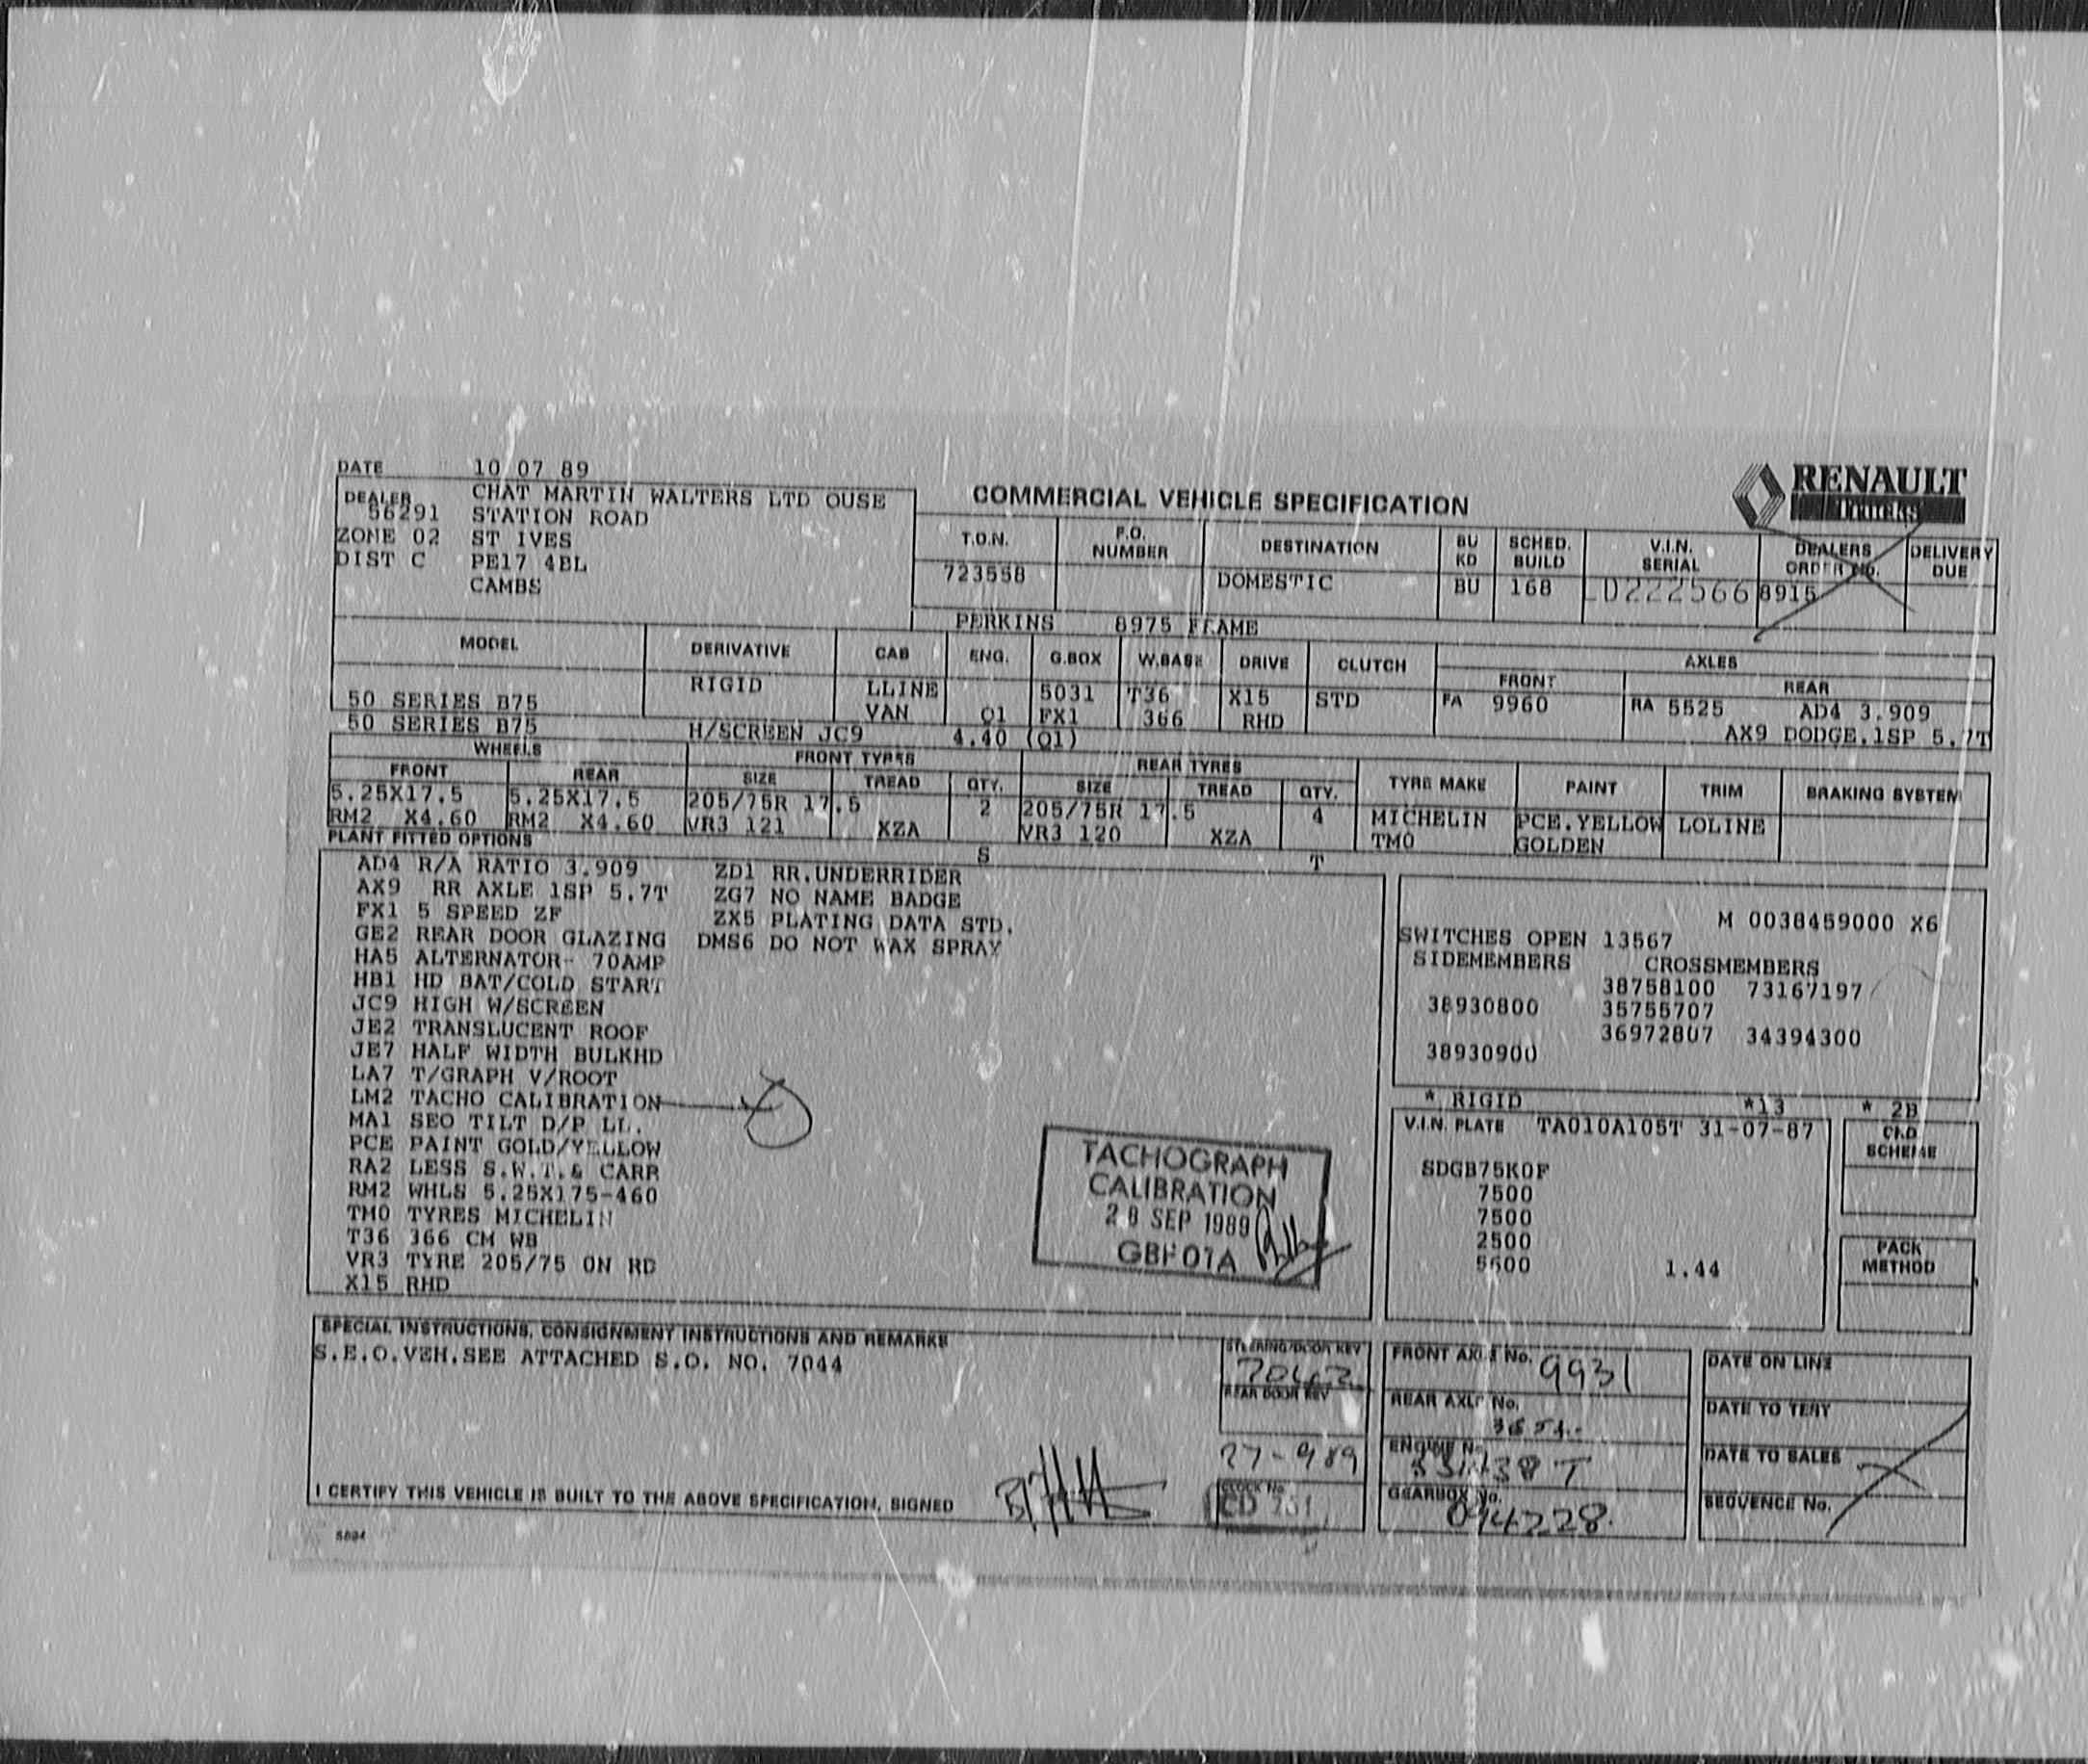 DATE 10 07 89
DEALER CHAT MARTIN WALTERS LTD OUSE
56291 STATION ROAD
ZONE 02 ST IVES
DIST C PE17 4BL
CAMBS
COMMERCIAL VEHICLE SPECIFICATION
RENAULT
TRUCKS
T.O.N. P.O. NUMBER DESTINATION BU KD SCHED. BUILD V.I.N. SERIAL DEALERS ORDER No. DELIVERY DUE
723558 DOMESTIC BU 168 LD222566 8915
PERKINS 8975 FLAME
MODEL DERIVATIVE CAB ENG. G.BOX W.BASE DRIVE CLUTCH AXLES
FRONT REAR
50 SERIES B75 RIGID LLINE 5031 T36 X15 STD FA 9960 RA 5525 AD4 3.909
VAN Q1 FX1 366 RHD
50 SERIES B75 H/SCREEN JC9 4.40 (Q1) AX9 DODGE.1SP 5.7T
WHEELS FRONT TYRES REAR TYRES
FRONT REAR SIZE TREAD QTY. SIZE TREAD QTY. TYRE MAKE PAINT TRIM BRAKING SYSTEM
5.25X17.5 5.25X17.5 205/75R 17.5 2 205/75R 17.5 4 MICHELIN PCE.YELLOW LOLINE
RM2 X4.60 RM2 X4.60 VR3 121 XZA VR3 120 XZA TM0 GOLDEN
PLANT FITTED OPTIONS
S T
AD4 R/A RATIO 3.909 ZD1 RR.UNDERRIDER
AX9 RR AXLE 1SP 5.7T ZG7 NO NAME BADGE
FX1 5 SPEED ZF ZX5 PLATING DATA STD.
GE2 REAR DOOR GLAZING DMS6 DO NOT WAX SPRAY
HA5 ALTERNATOR- 70AMP
HB1 HD BAT/COLD START
JC9 HIGH W/SCREEN
JE2 TRANSLUCENT ROOF
JE7 HALF WIDTH BULKHD
LA7 T/GRAPH V/ROOT
LM2 TACHO CALIBRATION
MA1 SEO TILT D/P LL.
PCE PAINT GOLD/YELLOW
RA2 LESS S.W.T.& CARR
RM2 WHLS 5.25X175-460
TM0 TYRES MICHELIN
T36 366 CM WB
VR3 TYRE 205/75 ON RD
X15 RHD
M 0038459000 X6
SWITCHES OPEN 13567
SIDEMEMBERS CROSSMEMBERS
38758100 73167197
38930800 35755707
36972807 34394300
38930900
* RIGID *13 * 2B
V.I.N. PLATE TA010A105T 31-07-87
SDGB75K0F
7500
7500
2500
5600 1.44
SCHEME
PACK METHOD
TACHOGRAPH
CALIBRATION
28 SEP 1989
SPECIAL INSTRUCTIONS, CONSIGNMENT INSTRUCTIONS AND REMARKS
S.E.O.VEH.SEE ATTACHED S.O. NO. 7044
STEERING/DOOR KEY
REAR DOOR KEY
27-989
CLOCK No.
FRONT AXLE No. 9931
REAR AXLE No.
ENGINE No.
GEARBOX No.
DATE ON LINE
DATE TO TEST
DATE TO SALES
SEQUENCE No.
I CERTIFY THIS VEHICLE IS BUILT TO THE ABOVE SPECIFICATION, SIGNED